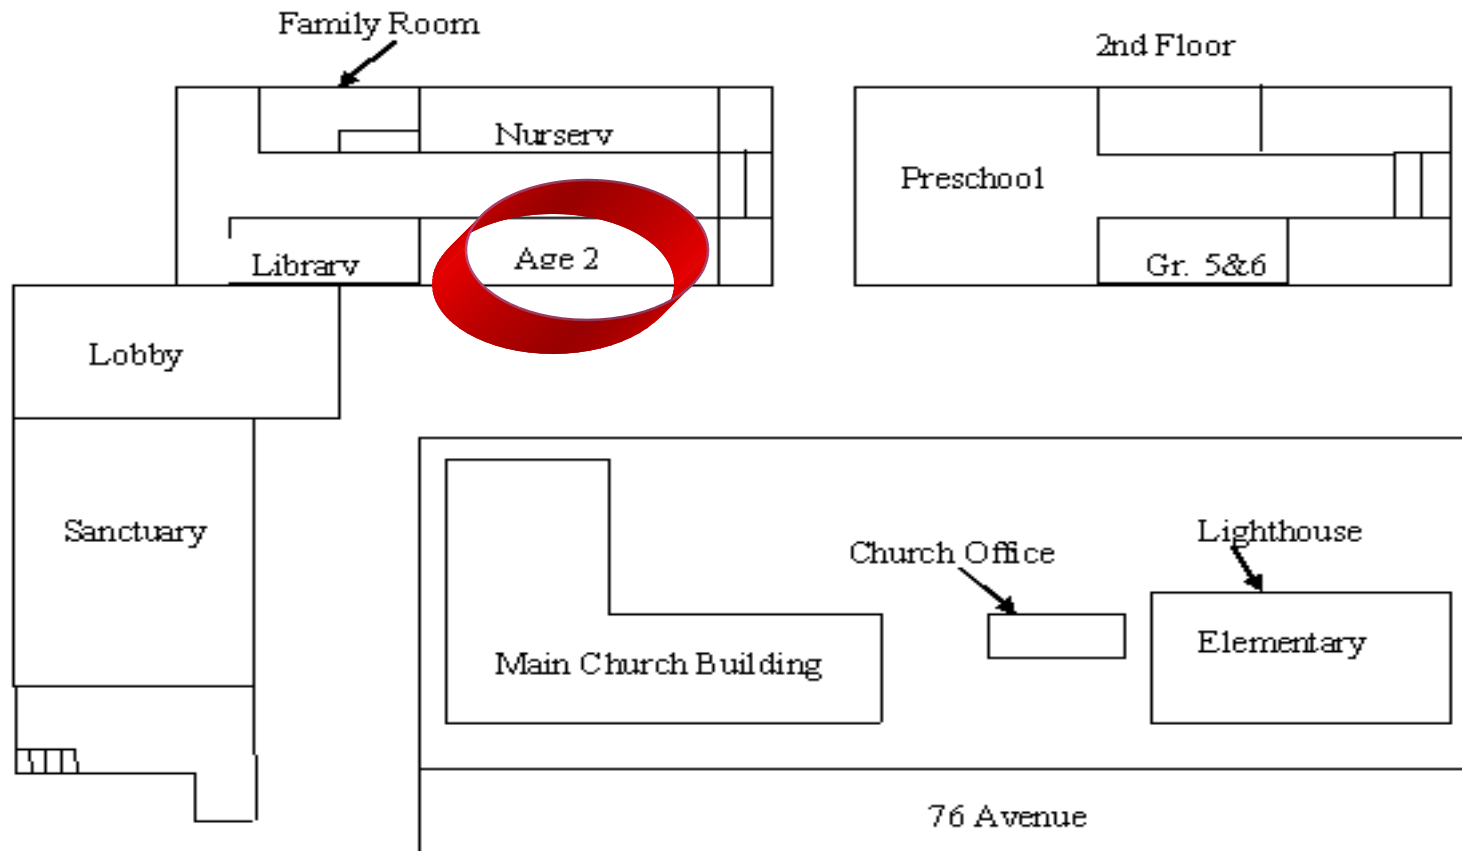 Family Room
2nd Floor
Nursery
Preschool
Library
Age 2
Gr. 5&6
Lobby
Sanctuary
Lighthouse
Church Office
Elementary
Main Church Building
76 Avenue